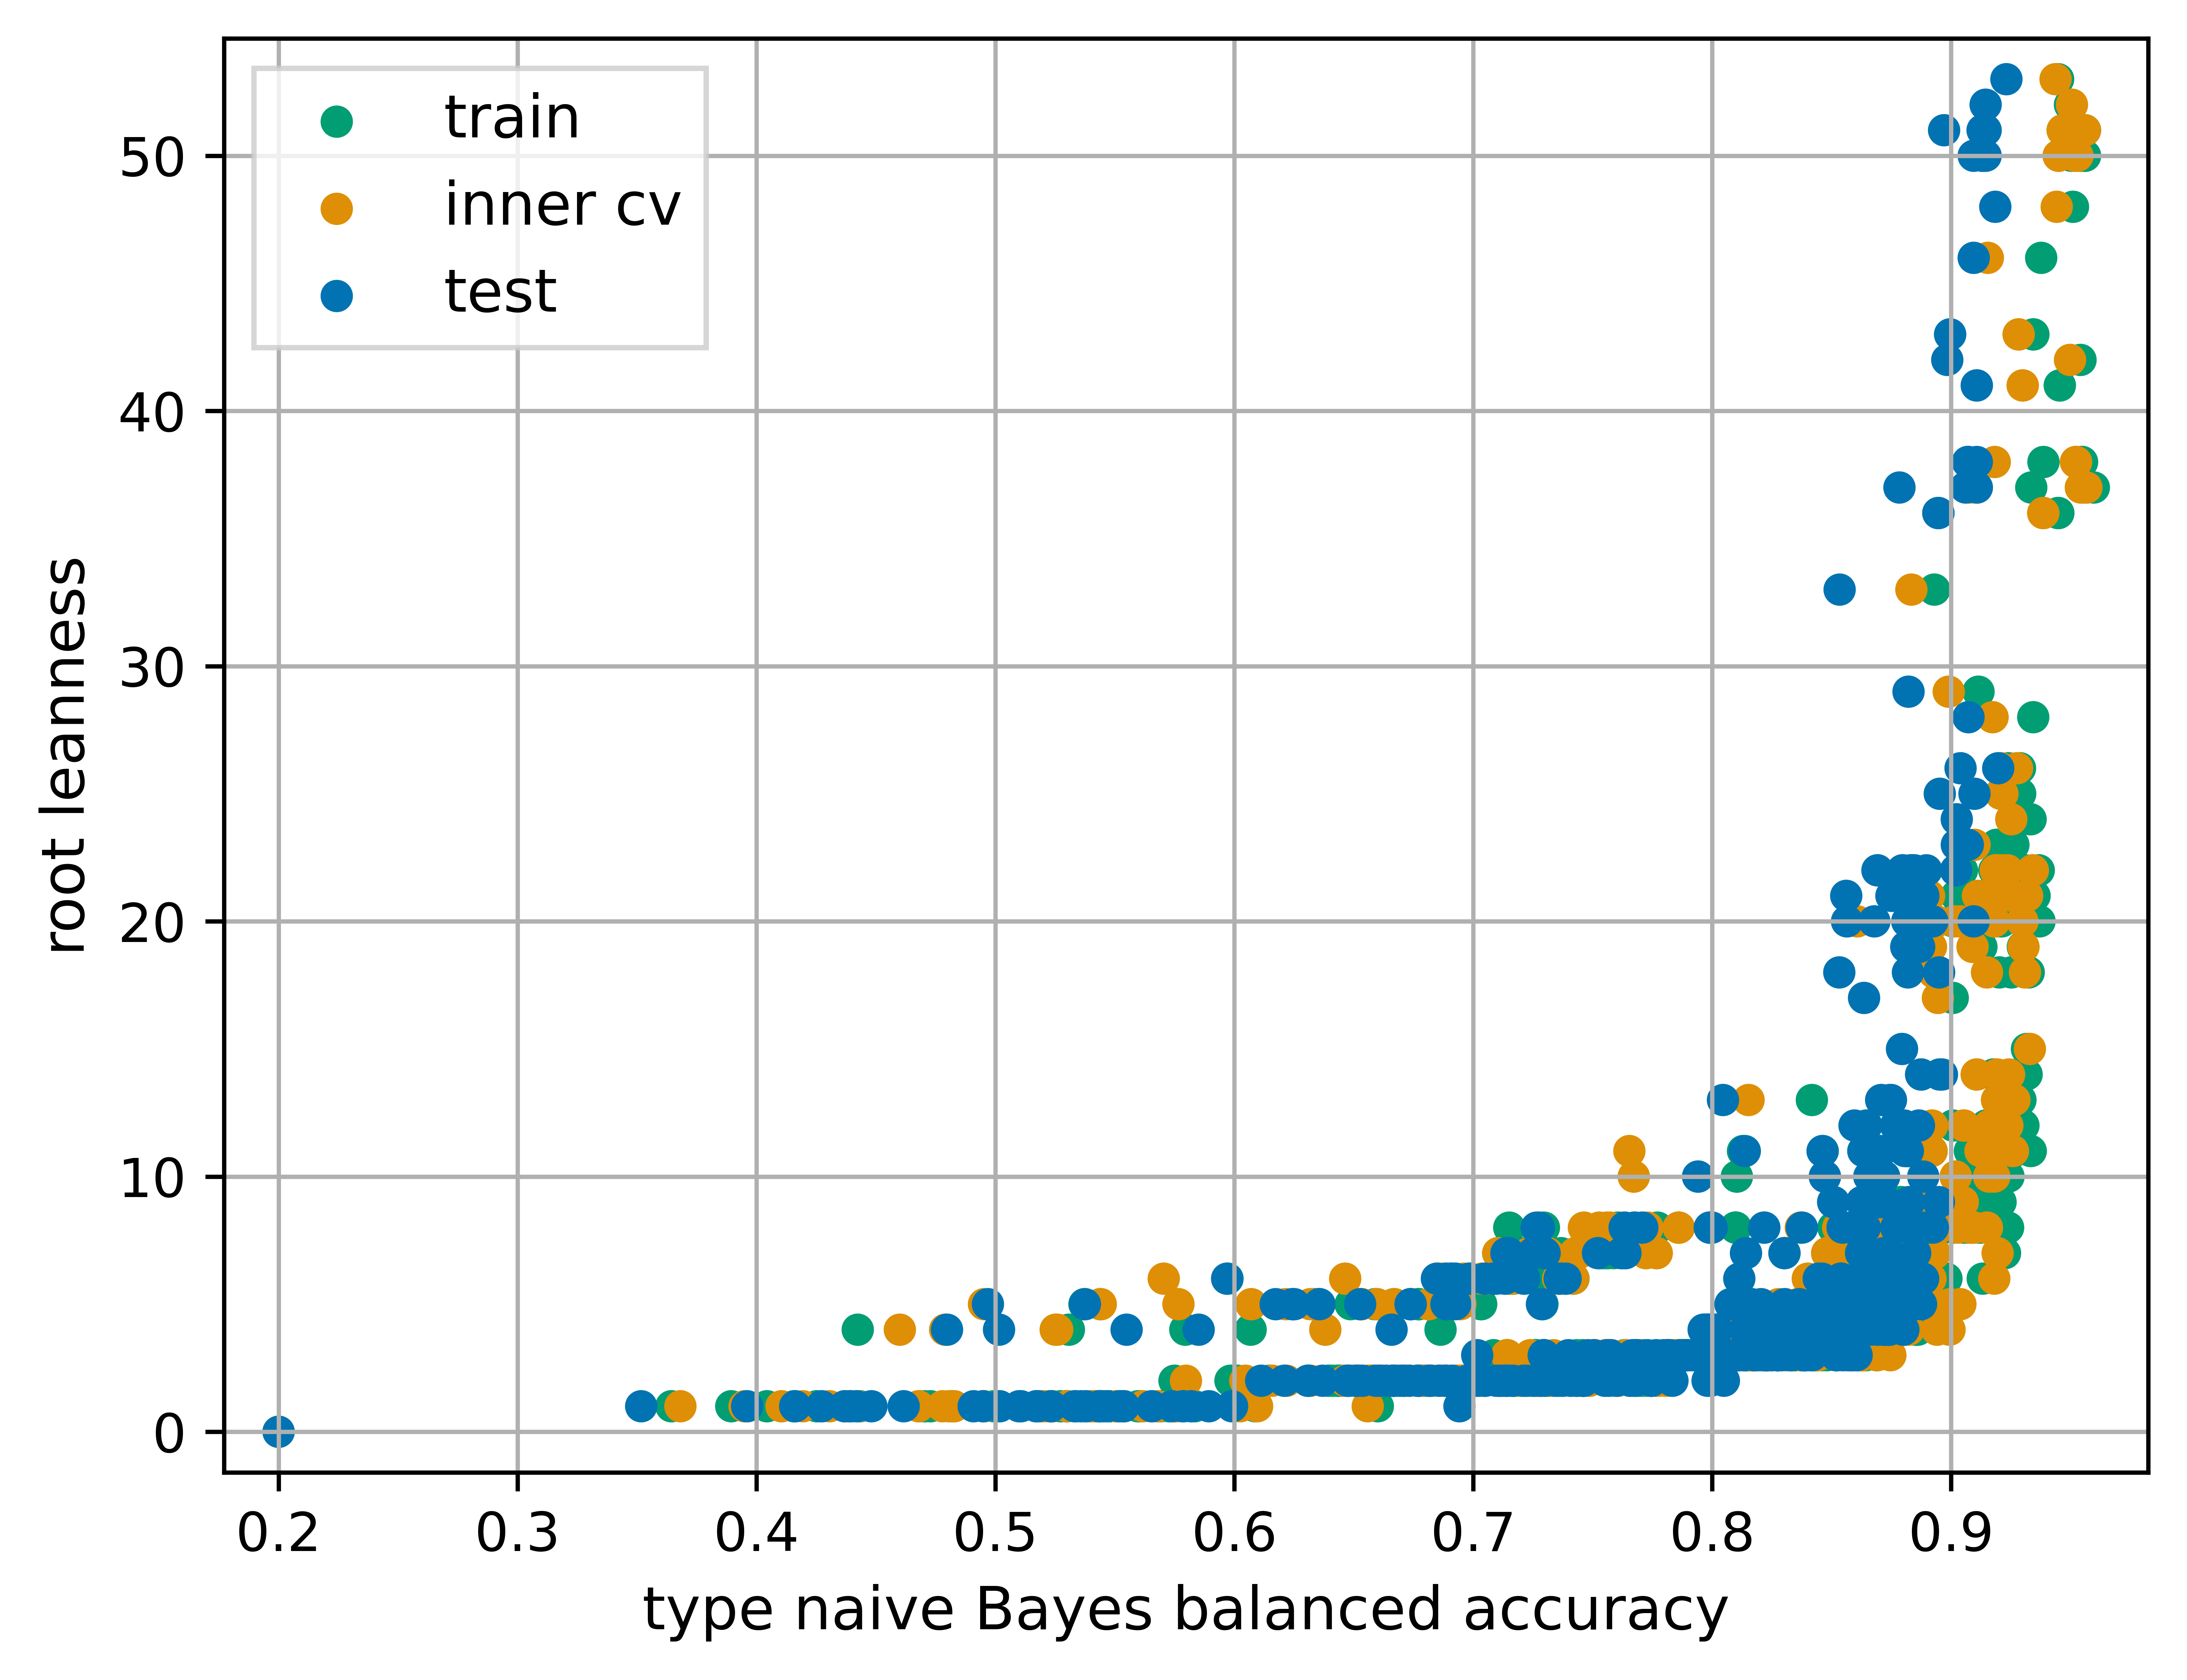 train
inner cv
test
50
40
30
20
10
0
root leanness
0.2 0.3 0.4 0.5 0.6 0.7 0.8 0.9
type naive Bayes balanced accuracy